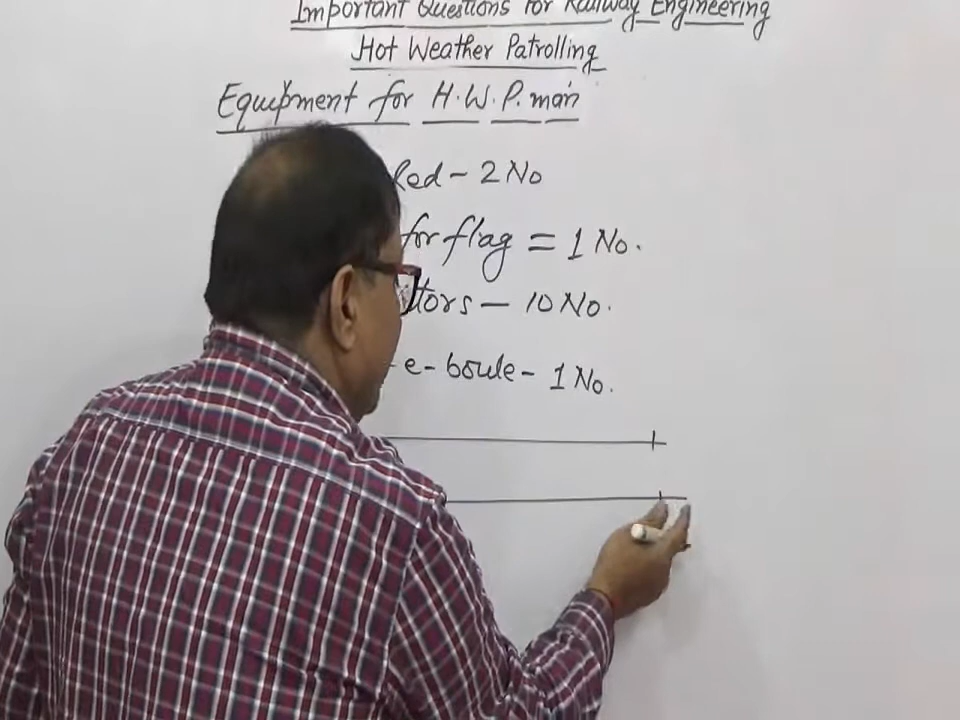 Important Questions for Railway Engineering
Hot Weather Patrolling
Equipment for H.W.P. man
Red - 2 No
for flag = 1 No.
tors - 10 No.
e - boule - 1 No.